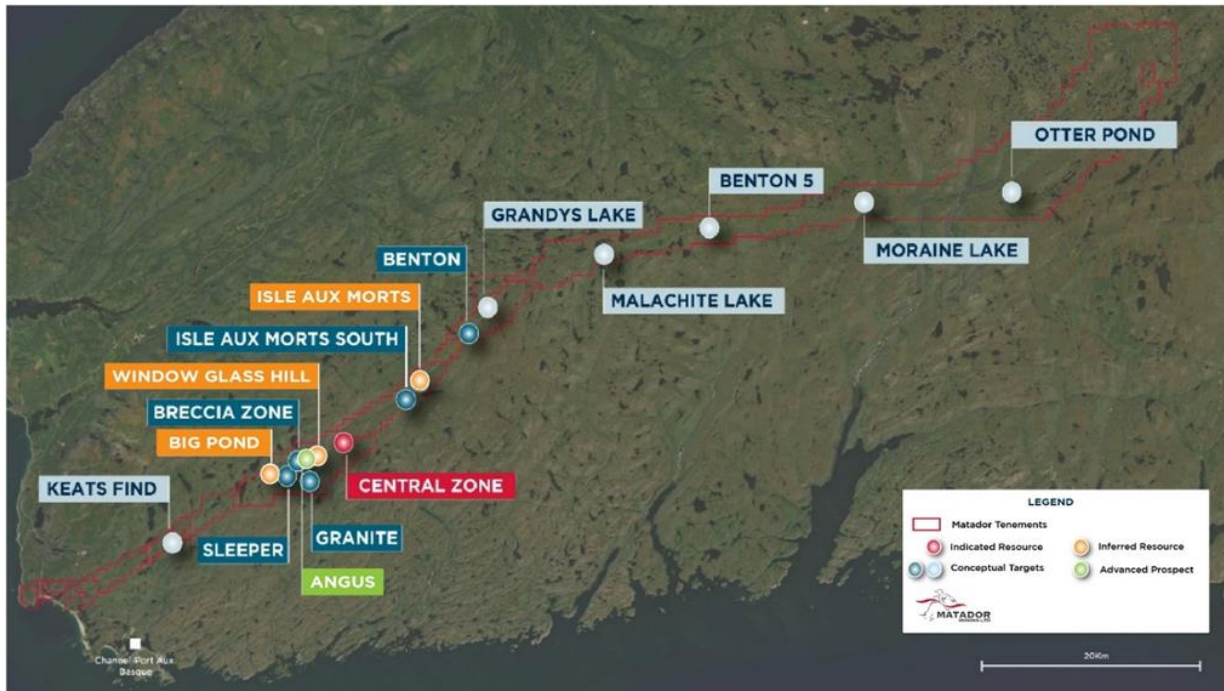 OTTER POND
BENTON 5
GRANDYS LAKE
MORAINE LAKE
BENTON
MALACHITE LAKE
ISLE AUX MORTS
ISLE AUX MORTS SOUTH
WINDOW GLASS HILL
BRECCIA ZONE
BIG POND
CENTRAL ZONE
KEATS FIND
SLEEPER
GRANITE
ANGUS
Channel-Port Aux
Basque
LEGEND
Matador Tenements
Indicated Resource
Inferred Resource
Conceptual Targets
Advanced Prospect
MATADOR
MINING LTD
20Km